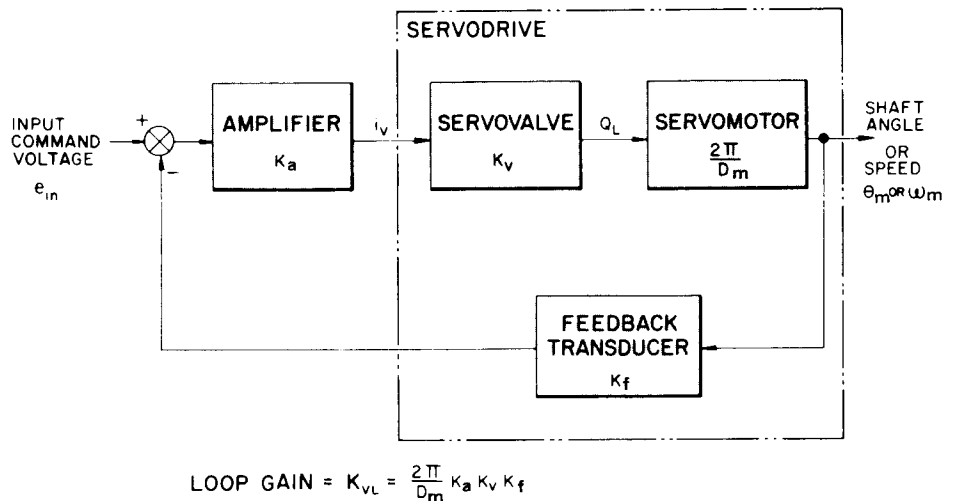 SERVODRIVE
INPUT
COMMAND
VOLTAGE
e_in
+
−
AMPLIFIER
K_a
i_v
SERVOVALVE
K_v
Q_L
SERVOMOTOR
2π/D_m
SHAFT
ANGLE
OR
SPEED
θ_m OR ω_m
FEEDBACK
TRANSDUCER
K_f
LOOP GAIN = K_VL = 2π/D_m K_a K_v K_f